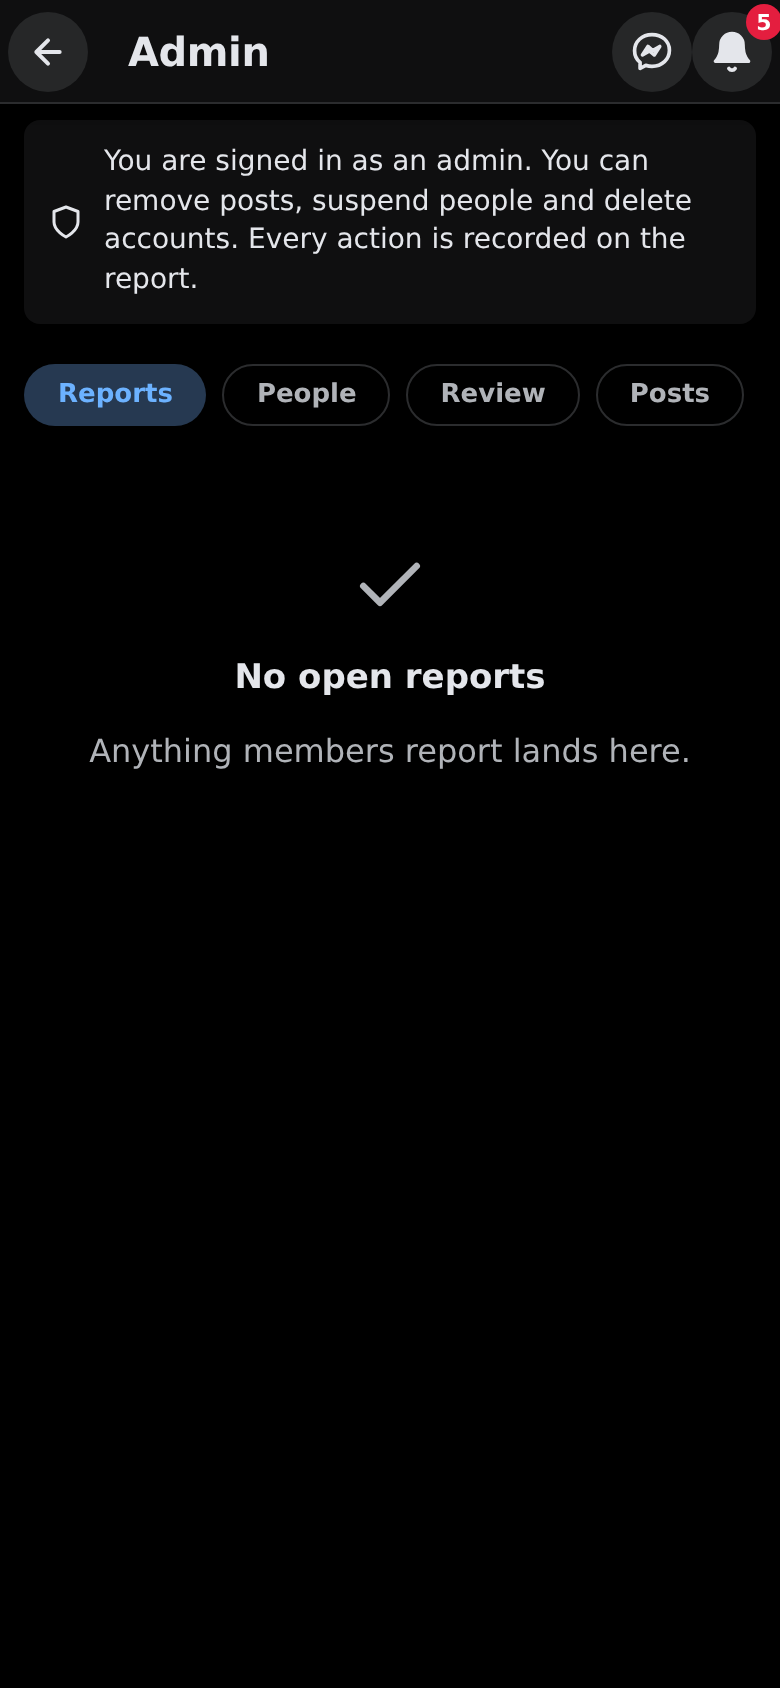 Admin
5
You are signed in as an admin. You can
remove posts, suspend people and delete
accounts. Every action is recorded on the
report.
Reports
People
Review
Posts
No open reports
Anything members report lands here.